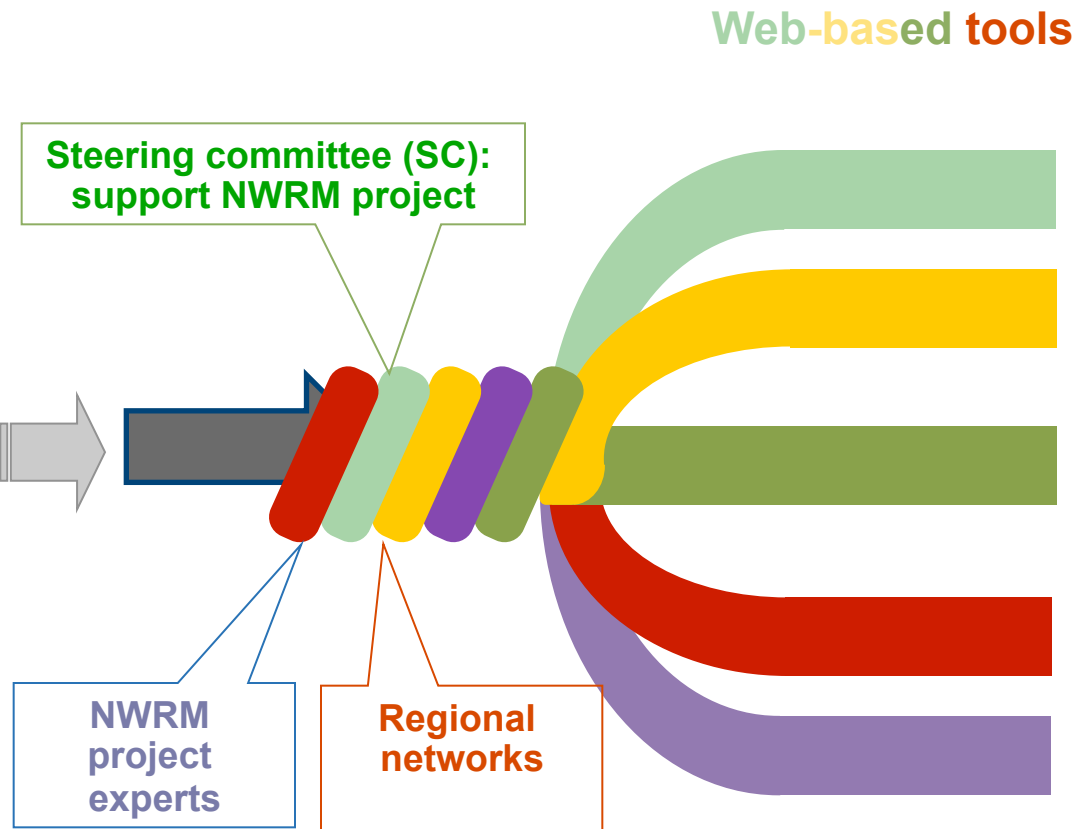 Web-based tools
Steering committee (SC):
support NWRM project
NWRM
project
experts
Regional
networks